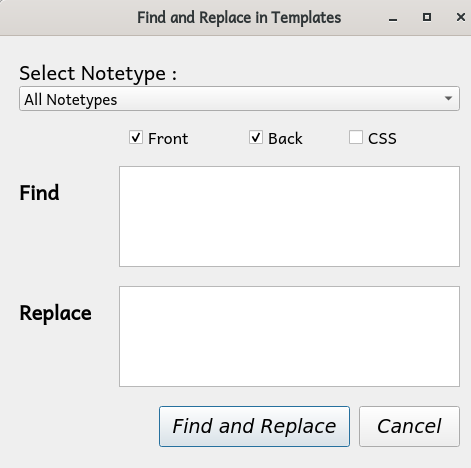 Find and Replace in Templates
Select Notetype :
All Notetypes
Front Back CSS
Find
Replace
Find and Replace Cancel